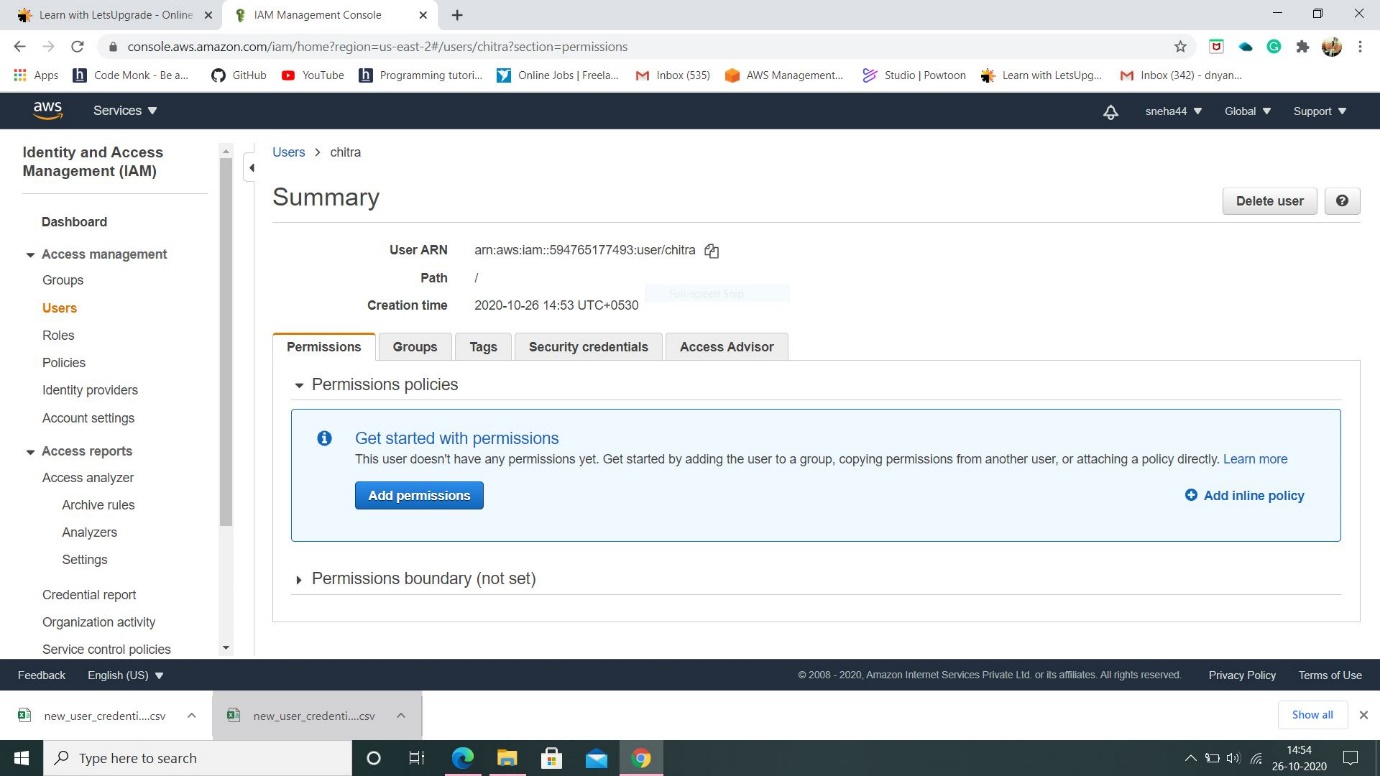 Learn with LetsUpgrade - Online
IAM Management Console
console.aws.amazon.com/iam/home?region=us-east-2#/users/chitra?section=permissions
Apps
Code Monk - Be a...
GitHub
YouTube
Programming tutori...
Online Jobs | Freela...
Inbox (535)
AWS Management...
Studio | Powtoon
Learn with LetsUpg...
Inbox (342) - dnyan...
aws
Services
sneha44
Global
Support
Identity and Access
Management (IAM)
Dashboard
Access management
Groups
Users
Roles
Policies
Identity providers
Account settings
Access reports
Access analyzer
Archive rules
Analyzers
Settings
Credential report
Organization activity
Service control policies
Users > chitra
Summary
Delete user
User ARN arn:aws:iam::594765177493:user/chitra
Path /
Full-screen Snip
Creation time 2020-10-26 14:53 UTC+0530
Permissions
Groups
Tags
Security credentials
Access Advisor
Permissions policies
Get started with permissions
This user doesn't have any permissions yet. Get started by adding the user to a group, copying permissions from another user, or attaching a policy directly. Learn more
Add permissions
Add inline policy
Permissions boundary (not set)
Feedback
English (US)
© 2008 - 2020, Amazon Internet Services Private Ltd. or its affiliates. All rights reserved.
Privacy Policy
Terms of Use
new_user_credenti....csv
new_user_credenti....csv
Show all
Type here to search
14:54
26-10-2020